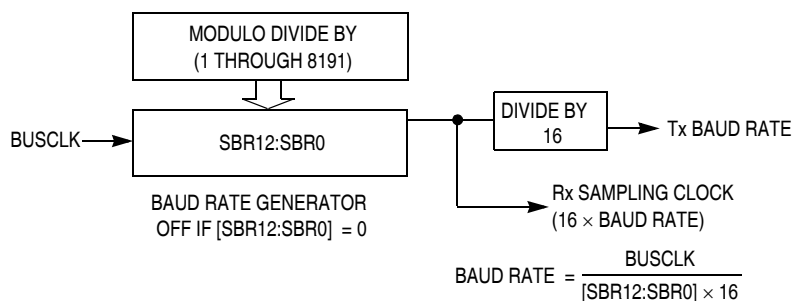 MODULO DIVIDE BY
(1 THROUGH 8191)
BUSCLK
SBR12:SBR0
DIVIDE BY
16
Tx BAUD RATE
BAUD RATE GENERATOR
OFF IF [SBR12:SBR0] = 0
Rx SAMPLING CLOCK
(16 × BAUD RATE)
BAUD RATE =
BUSCLK
[SBR12:SBR0] × 16